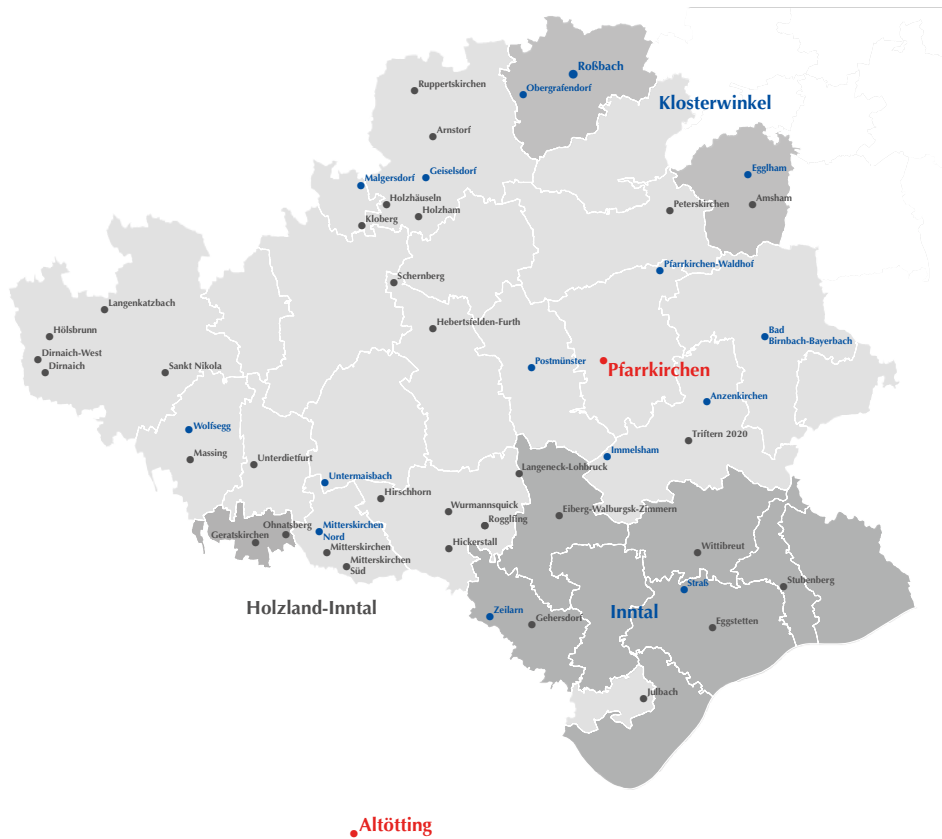 Roßbach
Ruppertskirchen
Obergrafendorf
Klosterwinkel
Arnstorf
Geiselsdorf
Malgersdorf
Egglham
Holzhäuseln
Amsham
Holzham
Peterskirchen
Kloberg
Pfarrkirchen-Waldhof
Schernberg
Langenkatzbach
Hebertsfelden-Furth
Hölsbrunn
Bad
Birnbach-Bayerbach
Dirnaich-West
Dirnaich
Sankt Nikola
Postmünster
Pfarrkirchen
Anzenkirchen
Wolfsegg
Triftern 2020
Massing
Unterdietfurt
Immelsham
Langeneck-Lohbruck
Untermaisbach
Hirschhorn
Wurmannsquick
Eiberg-Walburgsk-Zimmern
Rogglfing
Ohnatsberg
Geratskirchen
Mitterskirchen
Nord
Hickerstall
Wittibreut
Mitterskirchen
Mitterskirchen
Süd
Stubenberg
Straß
Holzland-Inntal
Zeilarn
Inntal
Gehersdorf
Eggstetten
Julbach
Altötting